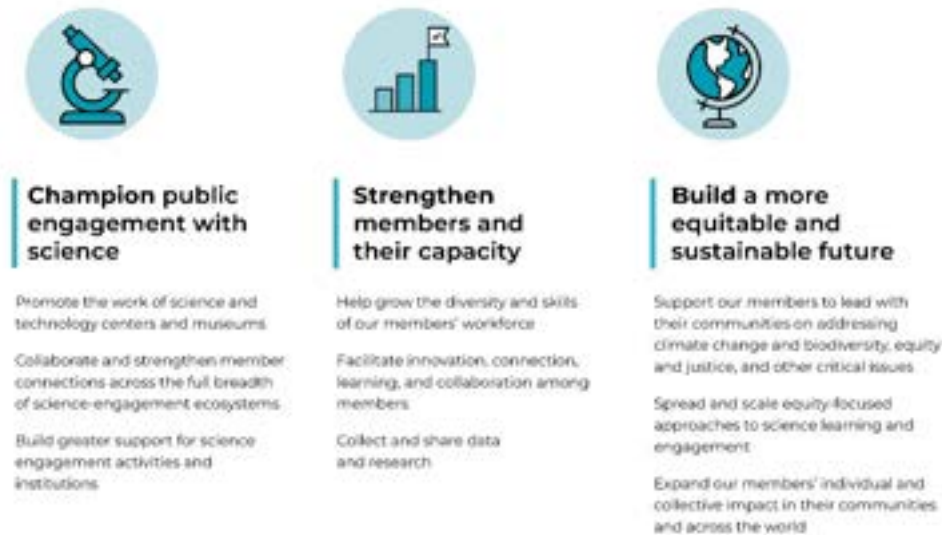 Champion public
engagement with
science
Promote the work of science and
technology centers and museums
Collaborate and strengthen member
connections across the full breadth
of science-engagement ecosystems
Build greater support for science
engagement activities and
institutions
Strengthen
members and
their capacity
Help grow the diversity and skills
of our members' workforce
Facilitate innovation, connection,
learning, and collaboration among
members
Collect and share data
and research
Build a more
equitable and
sustainable future
Support our members to lead with
their communities on addressing
climate change and biodiversity, equity
and justice, and other critical issues
Spread and scale equity-focused
approaches to science learning and
engagement
Expand our members' individual and
collective impact in their communities
and across the world